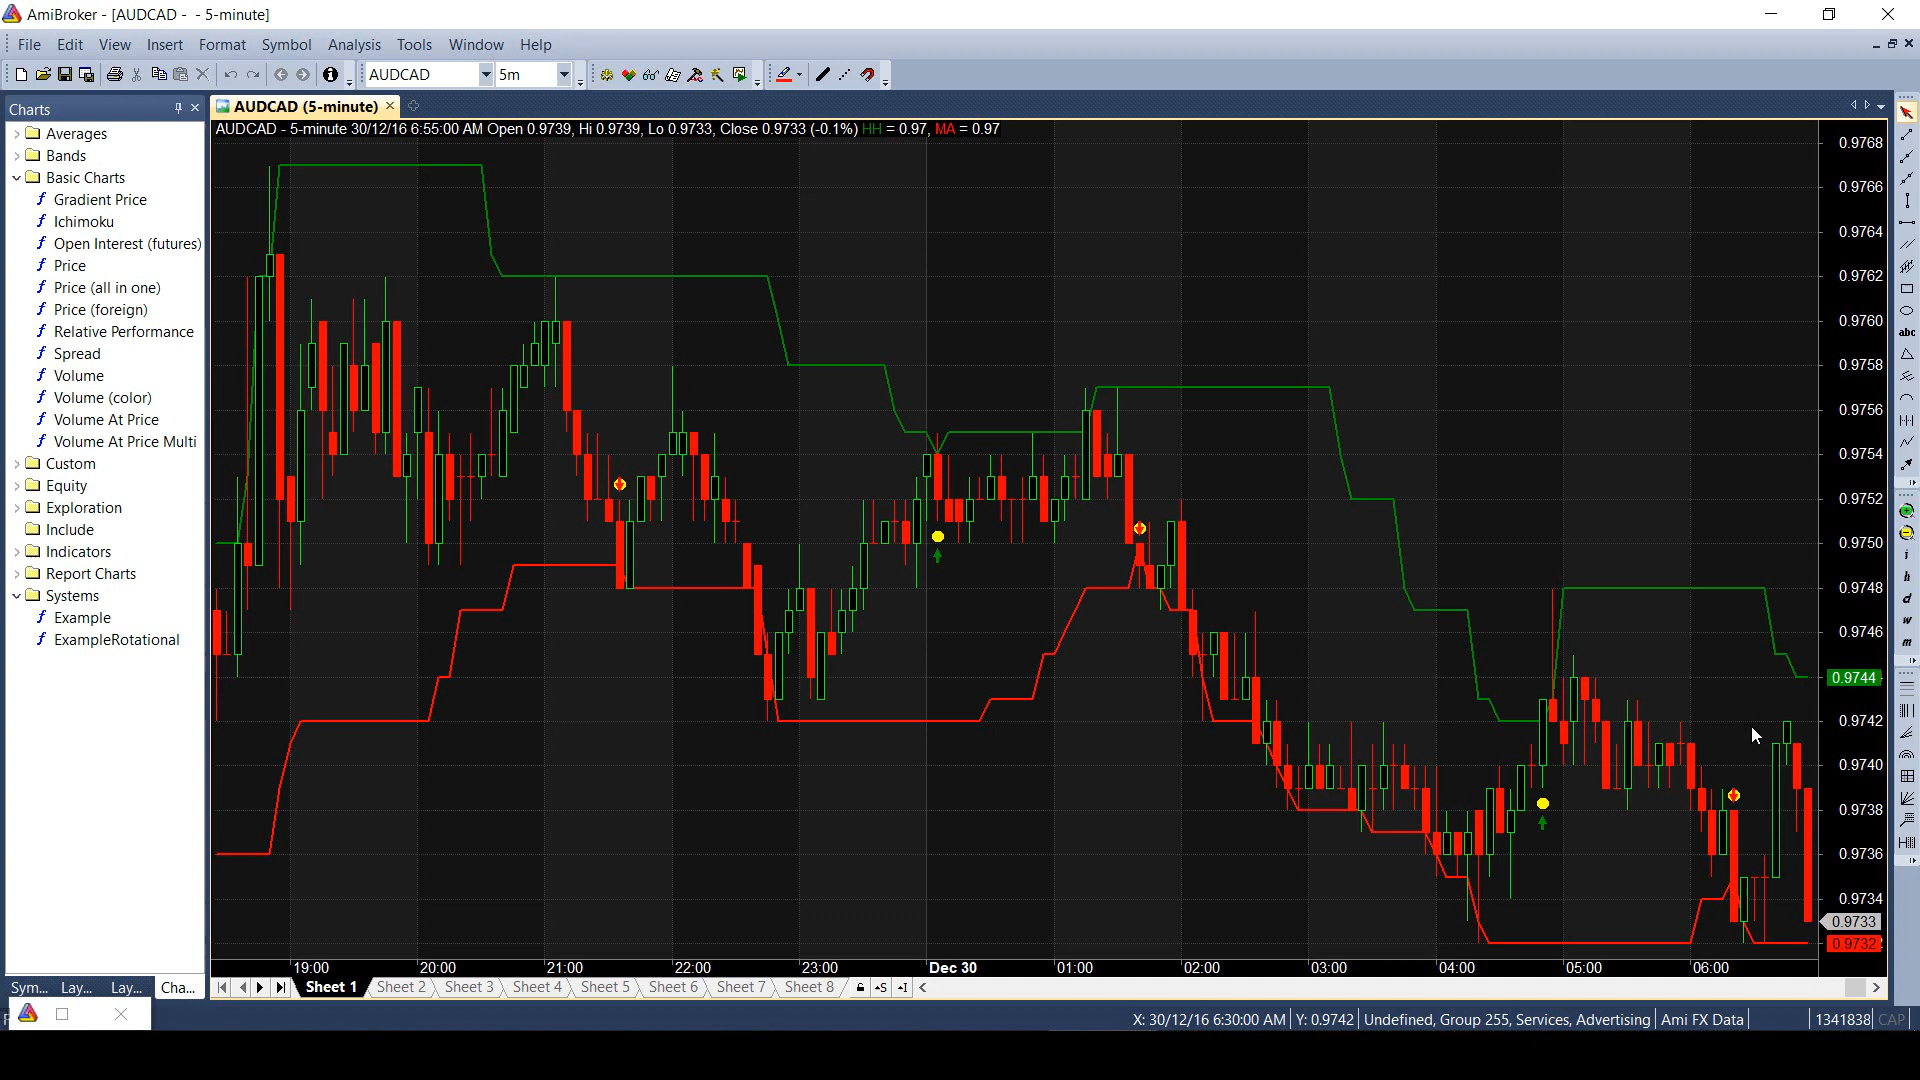 AmiBroker - [AUDCAD -  - 5-minute]
File Edit View Insert Format Symbol Analysis Tools Window Help
AUDCAD 5m
Charts
AUDCAD (5-minute)
AUDCAD - 5-minute 30/12/16 6:55:00 AM Open 0.9739, Hi 0.9739, Lo 0.9733, Close 0.9733 (-0.1%) HH = 0.97, MA = 0.97
Averages
Bands
Basic Charts
Gradient Price
Ichimoku
Open Interest (futures)
Price
Price (all in one)
Price (foreign)
Relative Performance
Spread
Volume
Volume (color)
Volume At Price
Volume At Price Multi
Custom
Equity
Exploration
Include
Indicators
Report Charts
Systems
Example
ExampleRotational
0.9768
0.9766
0.9764
0.9762
0.9760
0.9758
0.9756
0.9754
0.9752
0.9750
0.9748
0.9746
0.9744
0.9742
0.9740
0.9738
0.9736
0.9734
0.9733
0.9732
abc
i
h
d
w
m
19:00 20:00 21:00 22:00 23:00 Dec 30 01:00 02:00 03:00 04:00 05:00 06:00
Sym... Lay... Lay... Cha...
Sheet 1 Sheet 2 Sheet 3 Sheet 4 Sheet 5 Sheet 6 Sheet 7 Sheet 8
X: 30/12/16 6:30:00 AM Y: 0.9742 Undefined, Group 255, Services, Advertising Ami FX Data 1341838 CAP